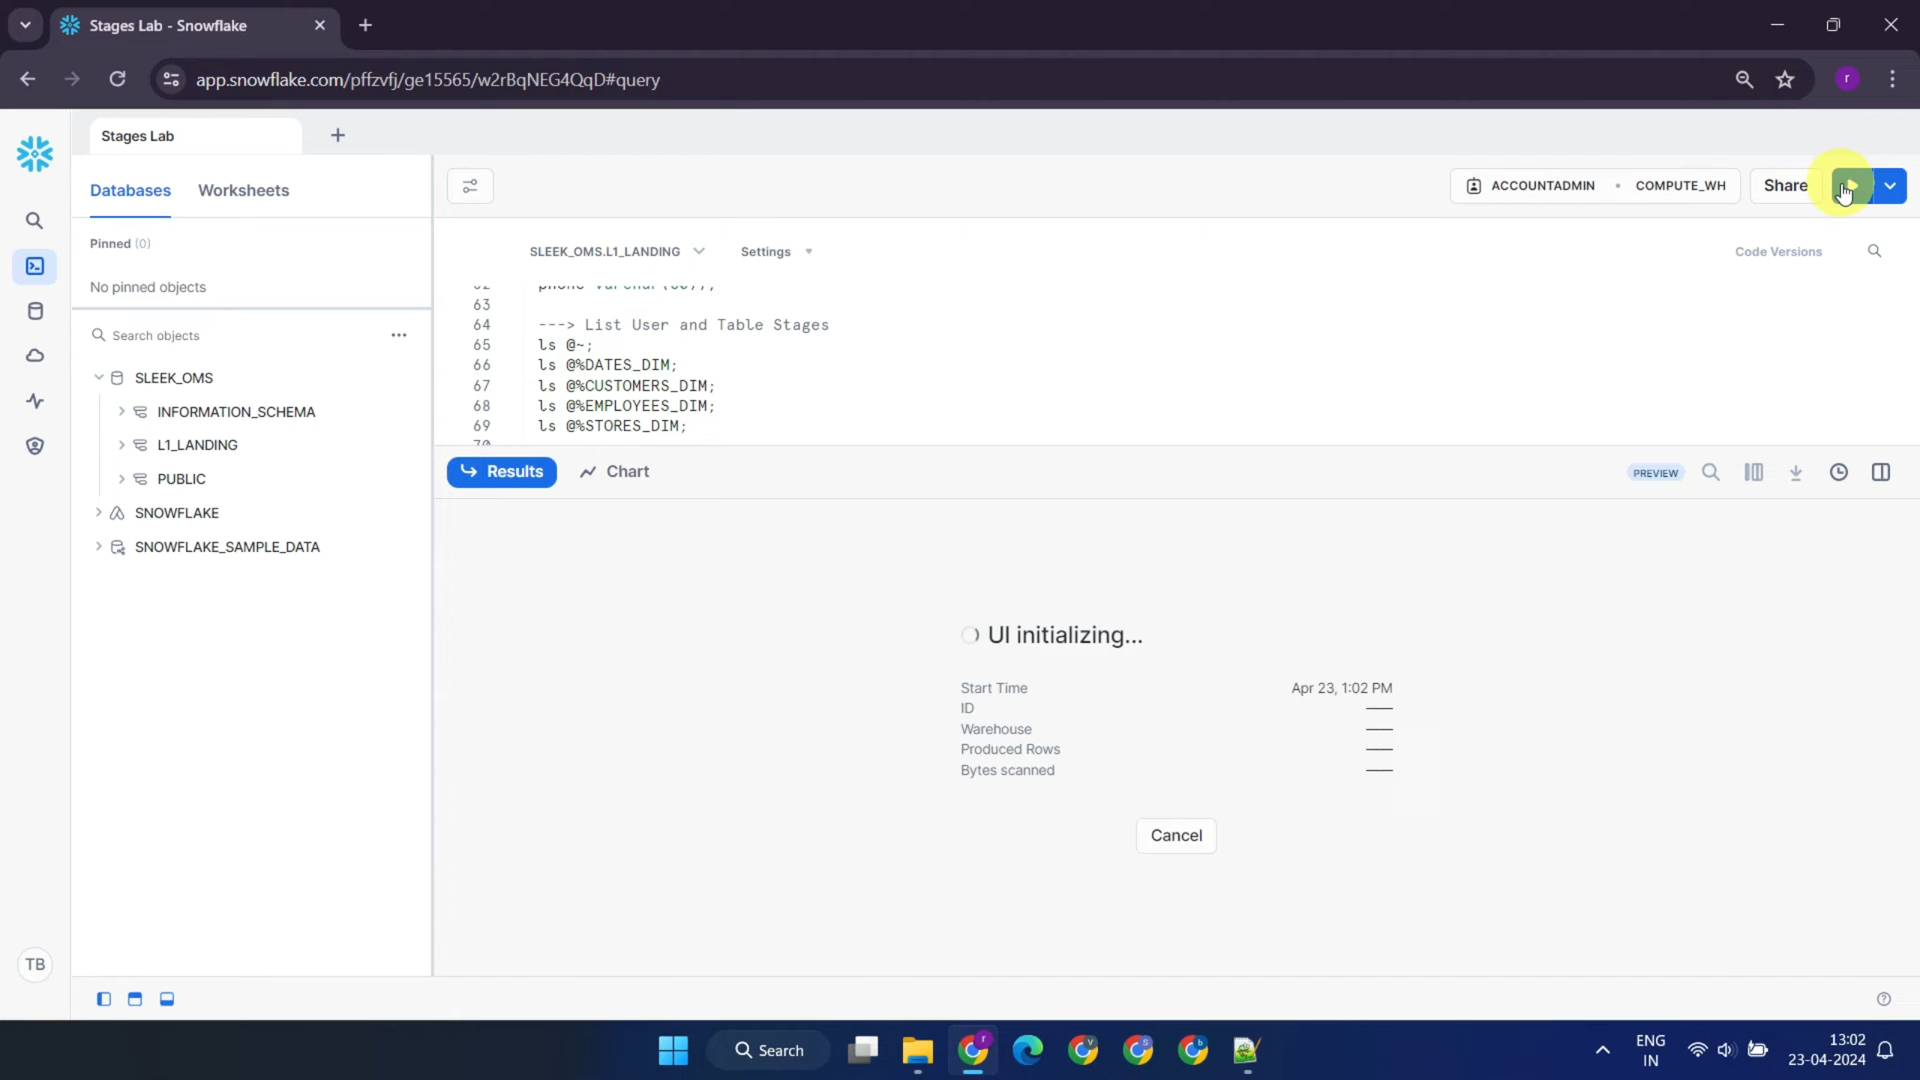 Stages Lab - Snowflake
app.snowflake.com/pffzvfj/ge15565/w2rBqNEG4QqD#query
r
Stages Lab
Databases
Worksheets
ACCOUNTADMIN
COMPUTE_WH
Share
Pinned (0)
No pinned objects
SLEEK_OMS.L1_LANDING
Settings
Code Versions
Search objects
SLEEK_OMS
INFORMATION_SCHEMA
L1_LANDING
PUBLIC
SNOWFLAKE
SNOWFLAKE_SAMPLE_DATA
63
64 ---> List User and Table Stages
65 ls @~;
66 ls @%DATES_DIM;
67 ls @%CUSTOMERS_DIM;
68 ls @%EMPLOYEES_DIM;
69 ls @%STORES_DIM;
70
Results
Chart
PREVIEW
UI initializing...
Start Time Apr 23, 1:02 PM
ID
Warehouse
Produced Rows
Bytes scanned
Cancel
TB
Search
ENG
IN
13:02
23-04-2024